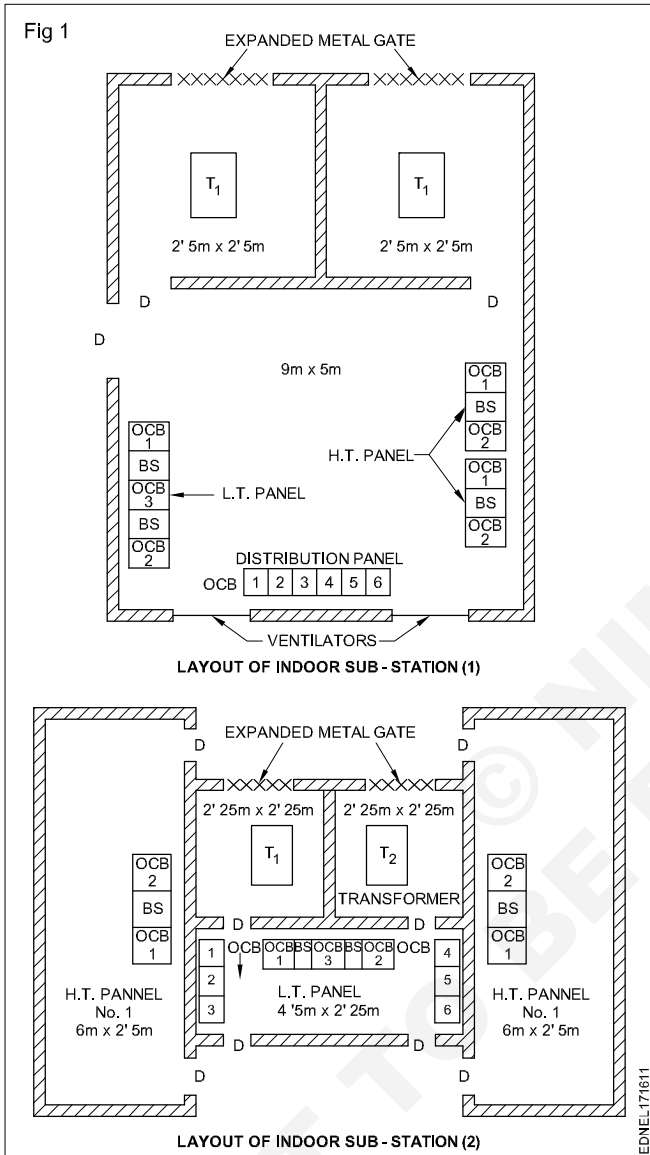 Fig 1
EXPANDED METAL GATE
T1
T1
2' 5m x 2' 5m
2' 5m x 2' 5m
D
D
D
9m x 5m
OCB
1
BS
OCB
2
OCB
1
BS
OCB
2
H.T. PANEL
OCB
1
BS
OCB
3
BS
OCB
2
L.T. PANEL
DISTRIBUTION PANEL
OCB 1 2 3 4 5 6
VENTILATORS
LAYOUT OF INDOOR SUB - STATION (1)
EXPANDED METAL GATE
D
D
2' 25m x 2' 25m
2' 25m x 2' 25m
T1
T2
TRANSFORMER
OCB
2
BS
OCB
1
OCB
2
BS
OCB
1
D
D
1
2
3
OCB
OCB
1
BS
OCB
3
BS
OCB
2
OCB
4
5
6
L.T. PANEL
4 '5m x 2' 25m
H.T. PANNEL
No. 1
6m x 2' 5m
H.T. PANNEL
No. 1
6m x 2' 5m
D
D
D
D
LAYOUT OF INDOOR SUB - STATION (2)
EDNEL171611